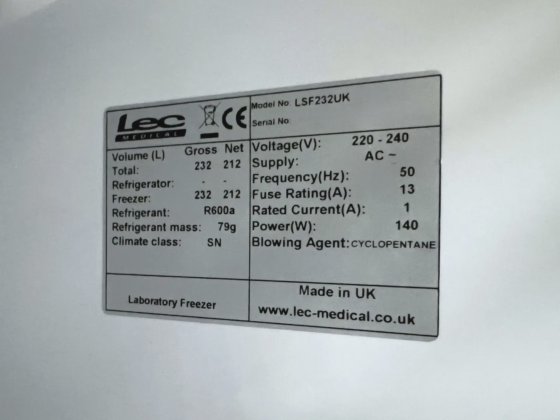 Lec
MEDICAL
CE
Model No: LSF232UK
Serial No:
Volume (L) Gross Net
Total: 232 212
Refrigerator: - -
Freezer: 232 212
Refrigerant: R600a
Refrigerant mass: 79g
Climate class: SN
Voltage(V): 220 - 240
Supply: AC ~
Frequency(Hz): 50
Fuse Rating(A): 13
Rated Current(A): 1
Power(W): 140
Blowing Agent: CYCLOPENTANE
Laboratory Freezer
Made in UK
www.lec-medical.co.uk